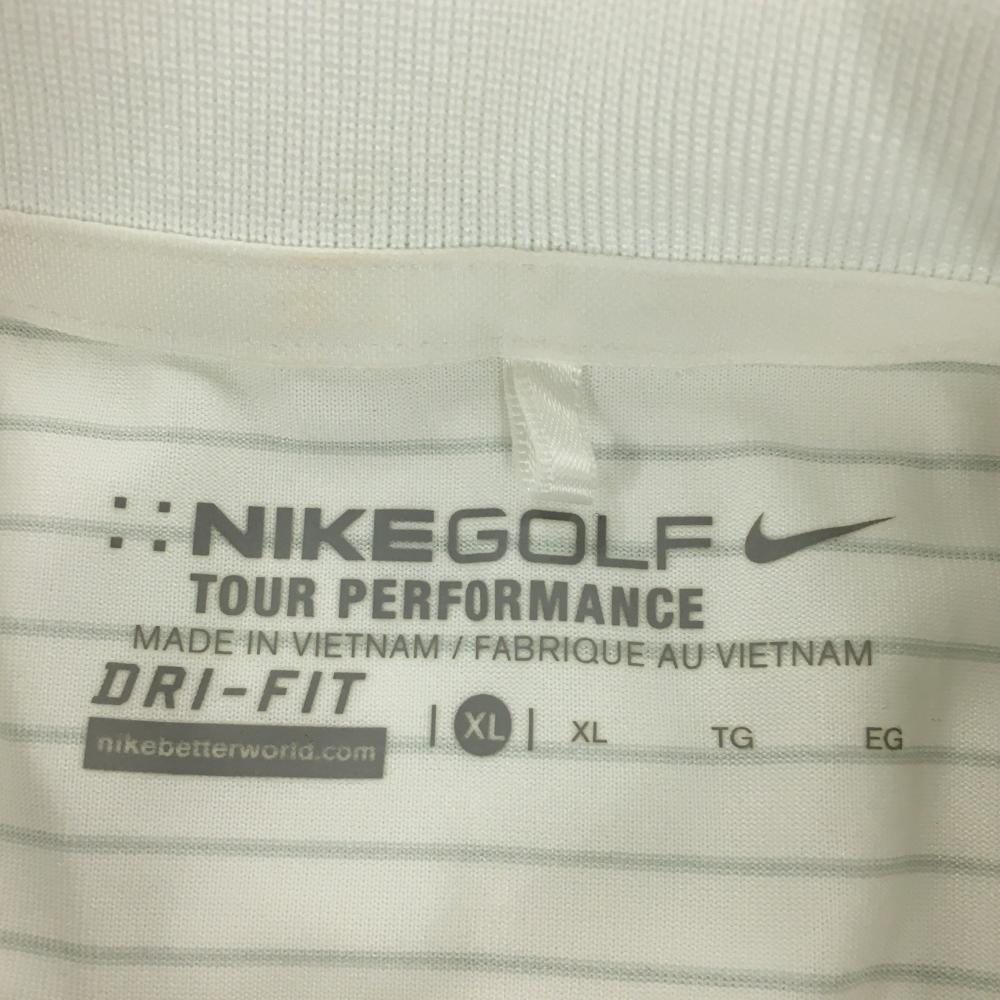 NIKEGOLF
TOUR PERFORMANCE
MADE IN VIETNAM / FABRIQUE AU VIETNAM
DRI-FIT
nikebetterworld.com
| XL | XL TG EG